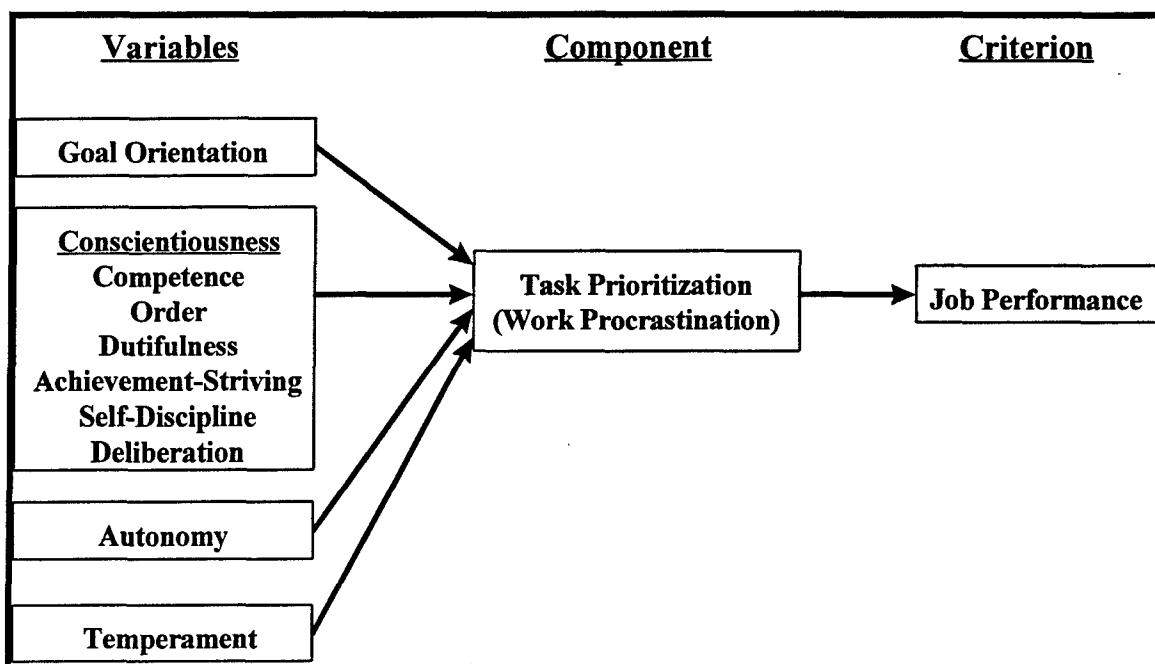 Variables
Component
Criterion
Goal Orientation
Conscientiousness
Competence
Order
Dutifulness
Achievement-Striving
Self-Discipline
Deliberation
Autonomy
Temperament
Task Prioritization
(Work Procrastination)
Job Performance